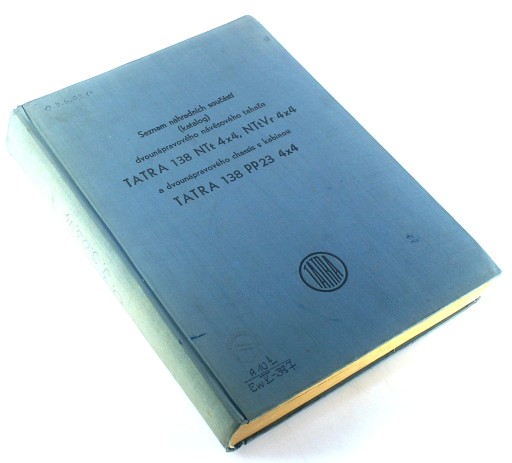 Seznam náhradních součástí
(katalog)
dvounápravového návěsového tahače
TATRA 138 NTt 4x4, NTtVr 4x4
a dvounápravového chassis s kabinou
TATRA 138 PP23 4x4
TATRA